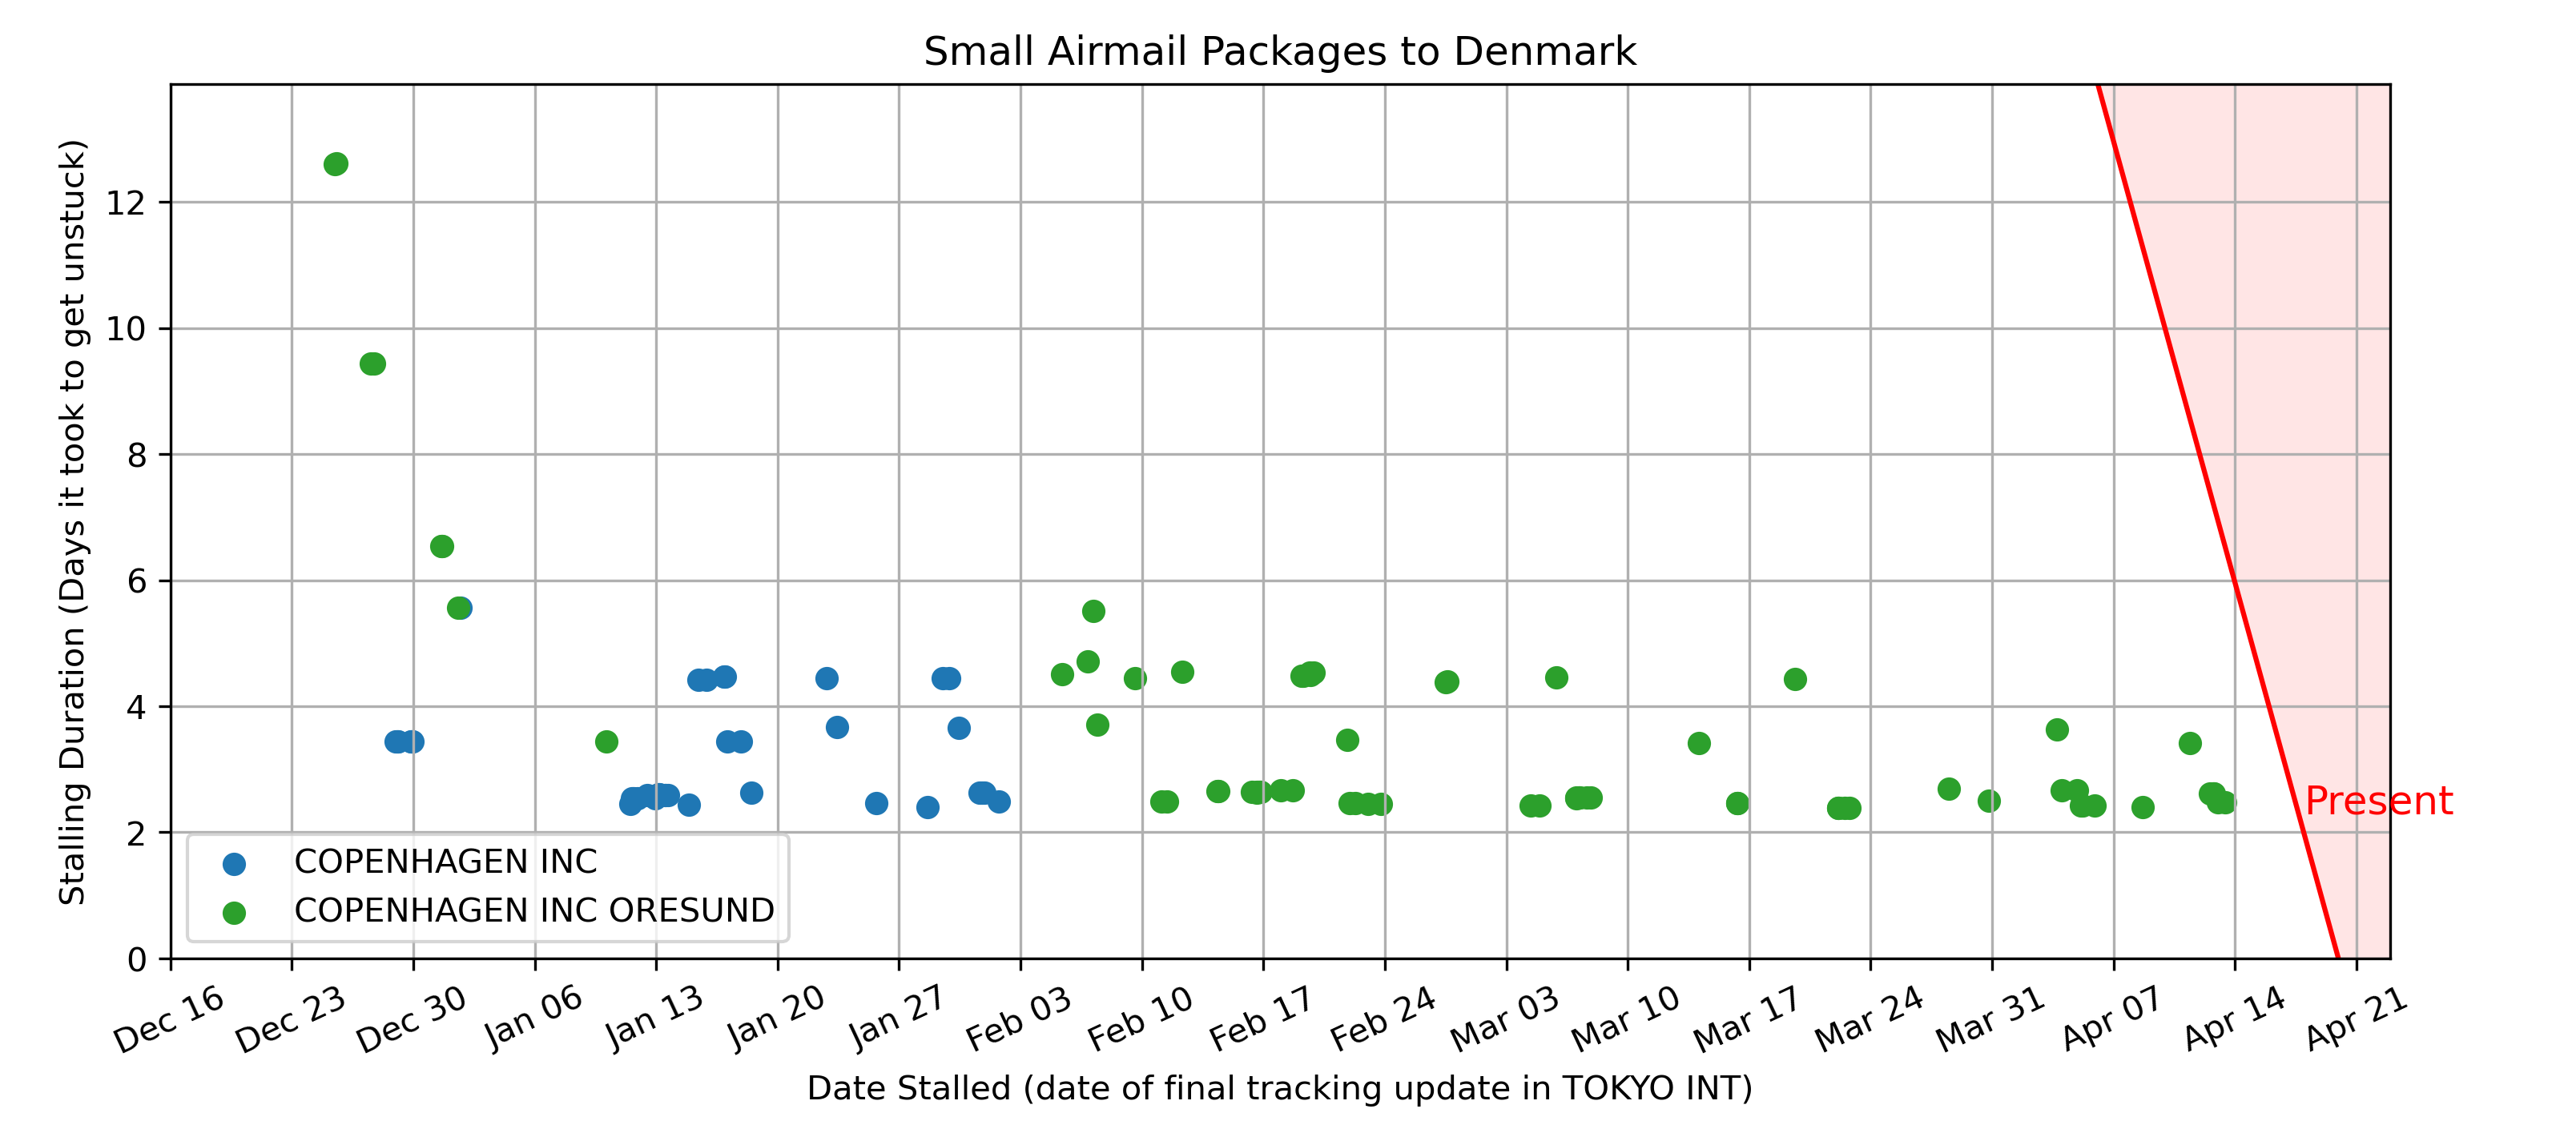 Small Airmail Packages to Denmark
Stalling Duration (Days it took to get unstuck)
12
10
8
6
4
2
0
Present
COPENHAGEN INC
COPENHAGEN INC ORESUND
Dec 16
Dec 23
Dec 30
Jan 06
Jan 13
Jan 20
Jan 27
Feb 03
Feb 10
Feb 17
Feb 24
Mar 03
Mar 10
Mar 17
Mar 24
Mar 31
Apr 07
Apr 14
Apr 21
Date Stalled (date of final tracking update in TOKYO INT)